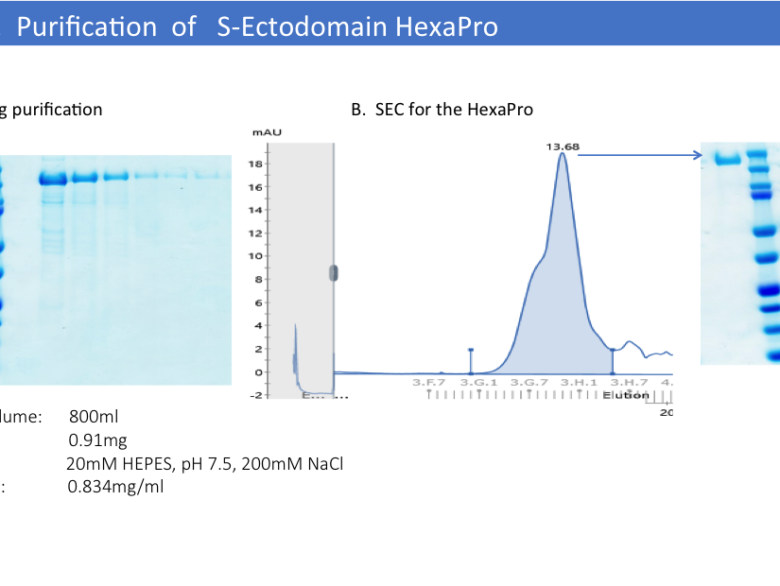 Purification of S-Ectodomain HexaPro
g purification
B. SEC for the HexaPro
mAU
13.68
18
16
14
12
10
8
6
4
2
0
-2
3.F.7 3.G.1 3.G.7 3.H.1 3.H.7 4.
E... ...
Elution
20
lume: 800ml
0.91mg
20mM HEPES, pH 7.5, 200mM NaCl
: 0.834mg/ml